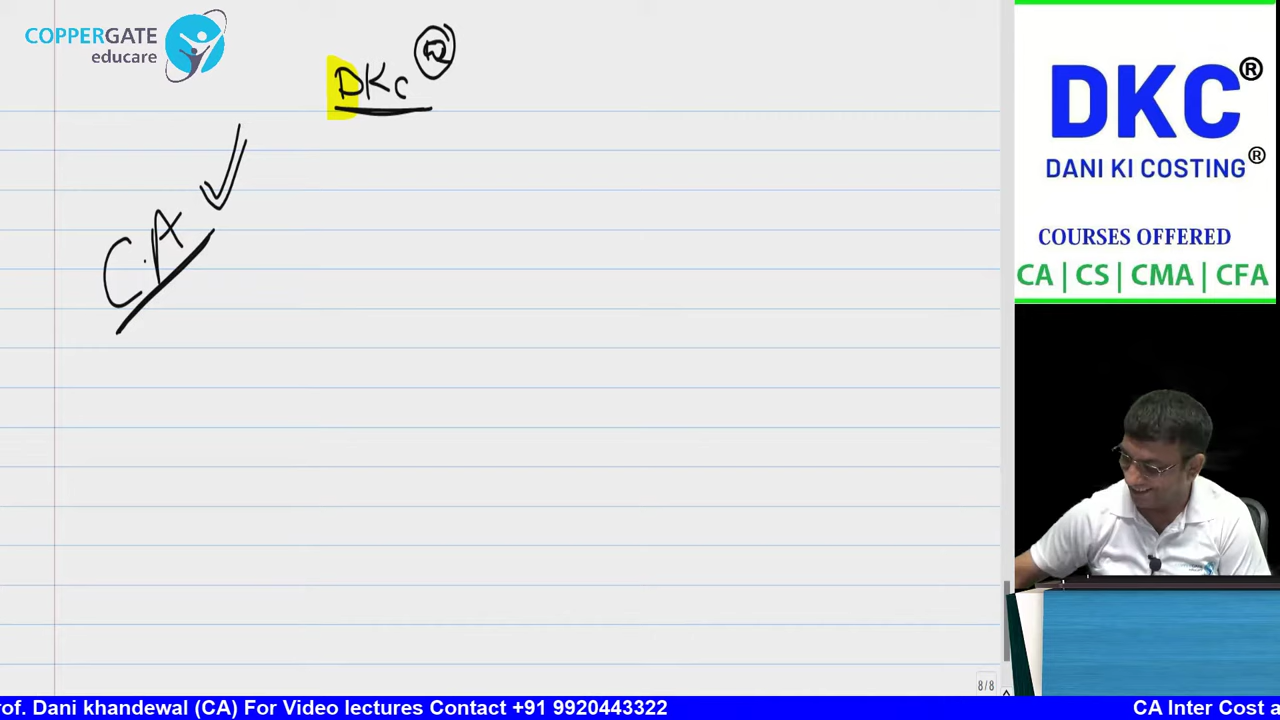 COPPERGATE
educare
DKC ®
C.A
8/8
DKC®
DANI KI COSTING®
COURSES OFFERED
CA | CS | CMA | CFA
of. Dani khandewal (CA) For Video lectures Contact +91 9920443322
CA Inter Cost a